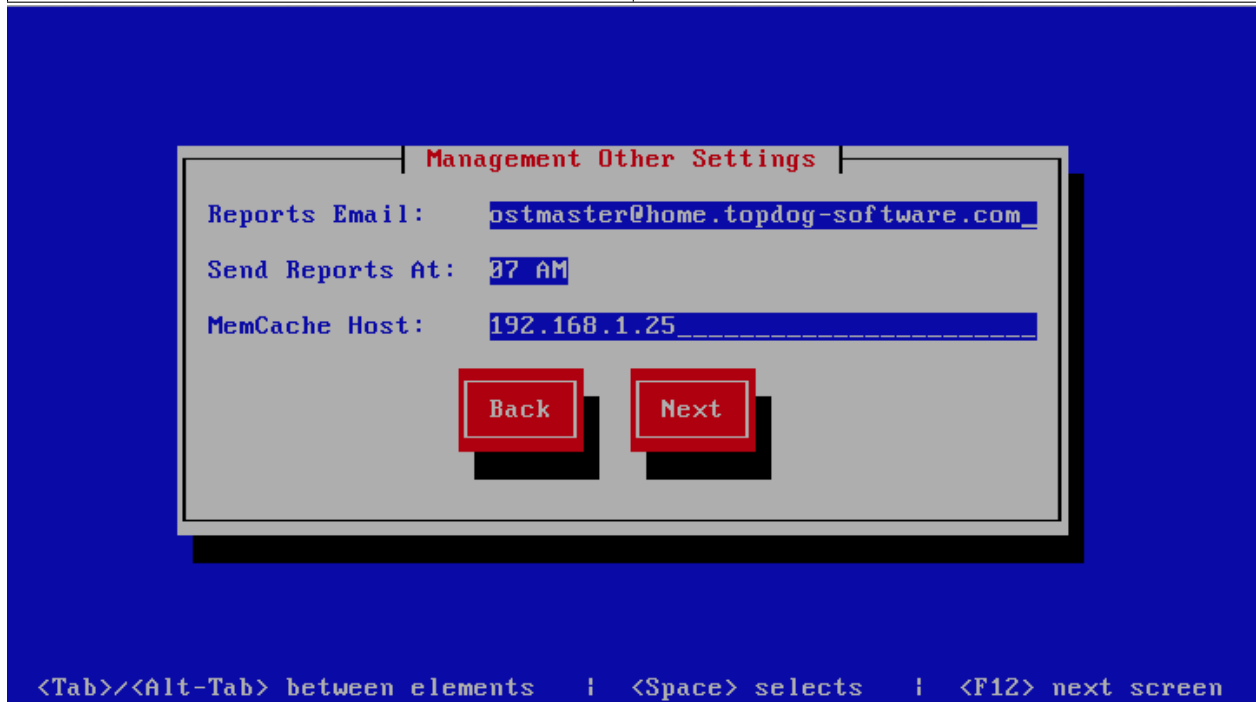 Management Other Settings
Reports Email: ostmaster@home.topdog-software.com_
Send Reports At: 07 AM
MemCache Host: 192.168.1.25_______________________
Back Next
<Tab>/<Alt-Tab> between elements | <Space> selects | <F12> next screen